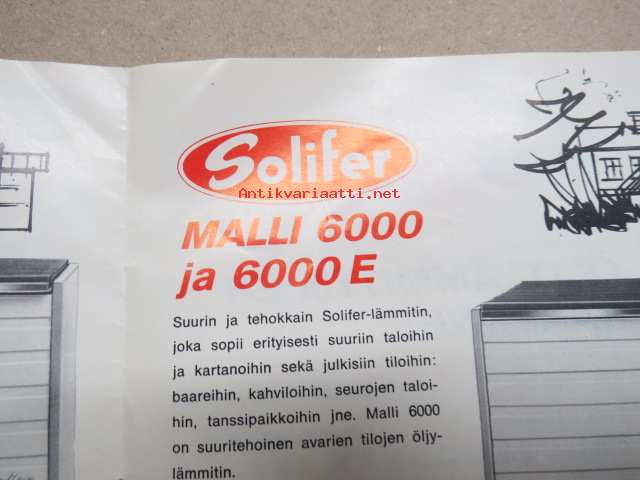 Solifer
Antikvariaatti.net
MALLI 6000
ja 6000 E
Suurin ja tehokkain Solifer-lämmitin,
joka sopii erityisesti suuriin taloihin
ja kartanoihin sekä julkisiin tiloihin:
baareihin, kahviloihin, seurojen taloi-
hin, tanssipaikkoihin jne. Malli 6000
on suuritehoinen avarien tilojen öljy-
lämmitin.